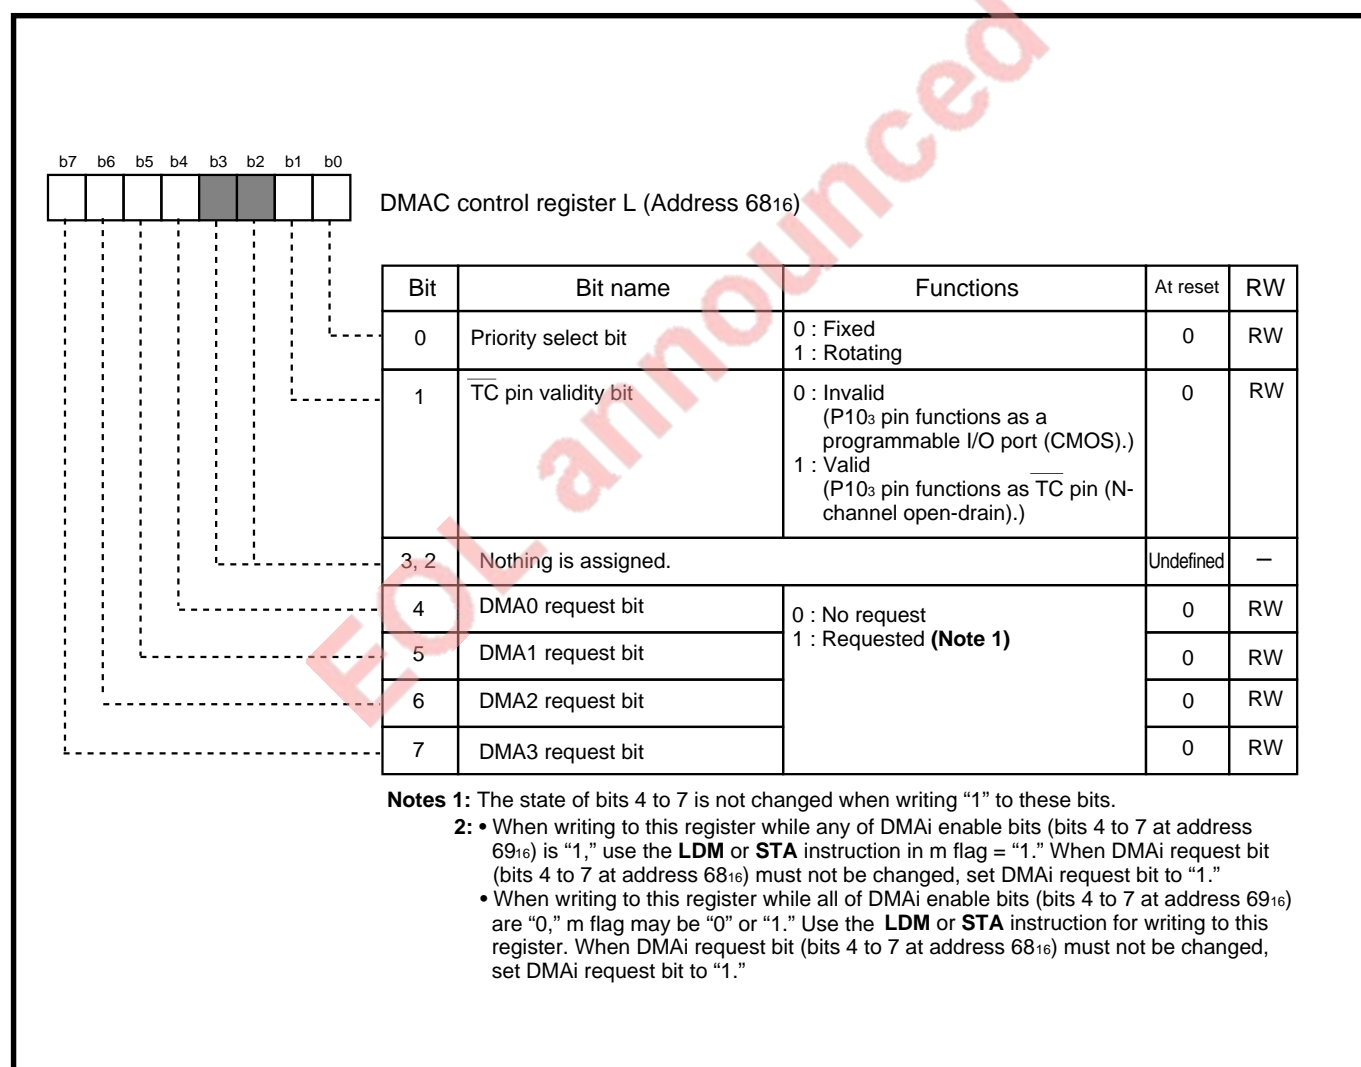 b7 b6 b5 b4 b3 b2 b1 b0
DMAC control register L (Address 6816)
Bit Bit name Functions At reset RW
0 Priority select bit 0 : Fixed 0 RW
1 : Rotating
1 TC pin validity bit 0 : Invalid 0 RW
(P103 pin functions as a
programmable I/O port (CMOS).)
1 : Valid
(P103 pin functions as TC pin (N-
channel open-drain).)
3, 2 Nothing is assigned. Undefined –
4 DMA0 request bit 0 : No request 0 RW
1 : Requested (Note 1)
5 DMA1 request bit 0 RW
6 DMA2 request bit 0 RW
7 DMA3 request bit 0 RW
Notes 1: The state of bits 4 to 7 is not changed when writing “1” to these bits.
2: • When writing to this register while any of DMAi enable bits (bits 4 to 7 at address
6916) is “1,” use the LDM or STA instruction in m flag = “1.” When DMAi request bit
(bits 4 to 7 at address 6816) must not be changed, set DMAi request bit to “1.”
• When writing to this register while all of DMAi enable bits (bits 4 to 7 at address 6916)
are “0,” m flag may be “0” or “1.” Use the LDM or STA instruction for writing to this
register. When DMAi request bit (bits 4 to 7 at address 6816) must not be changed,
set DMAi request bit to “1.”
EOL announced